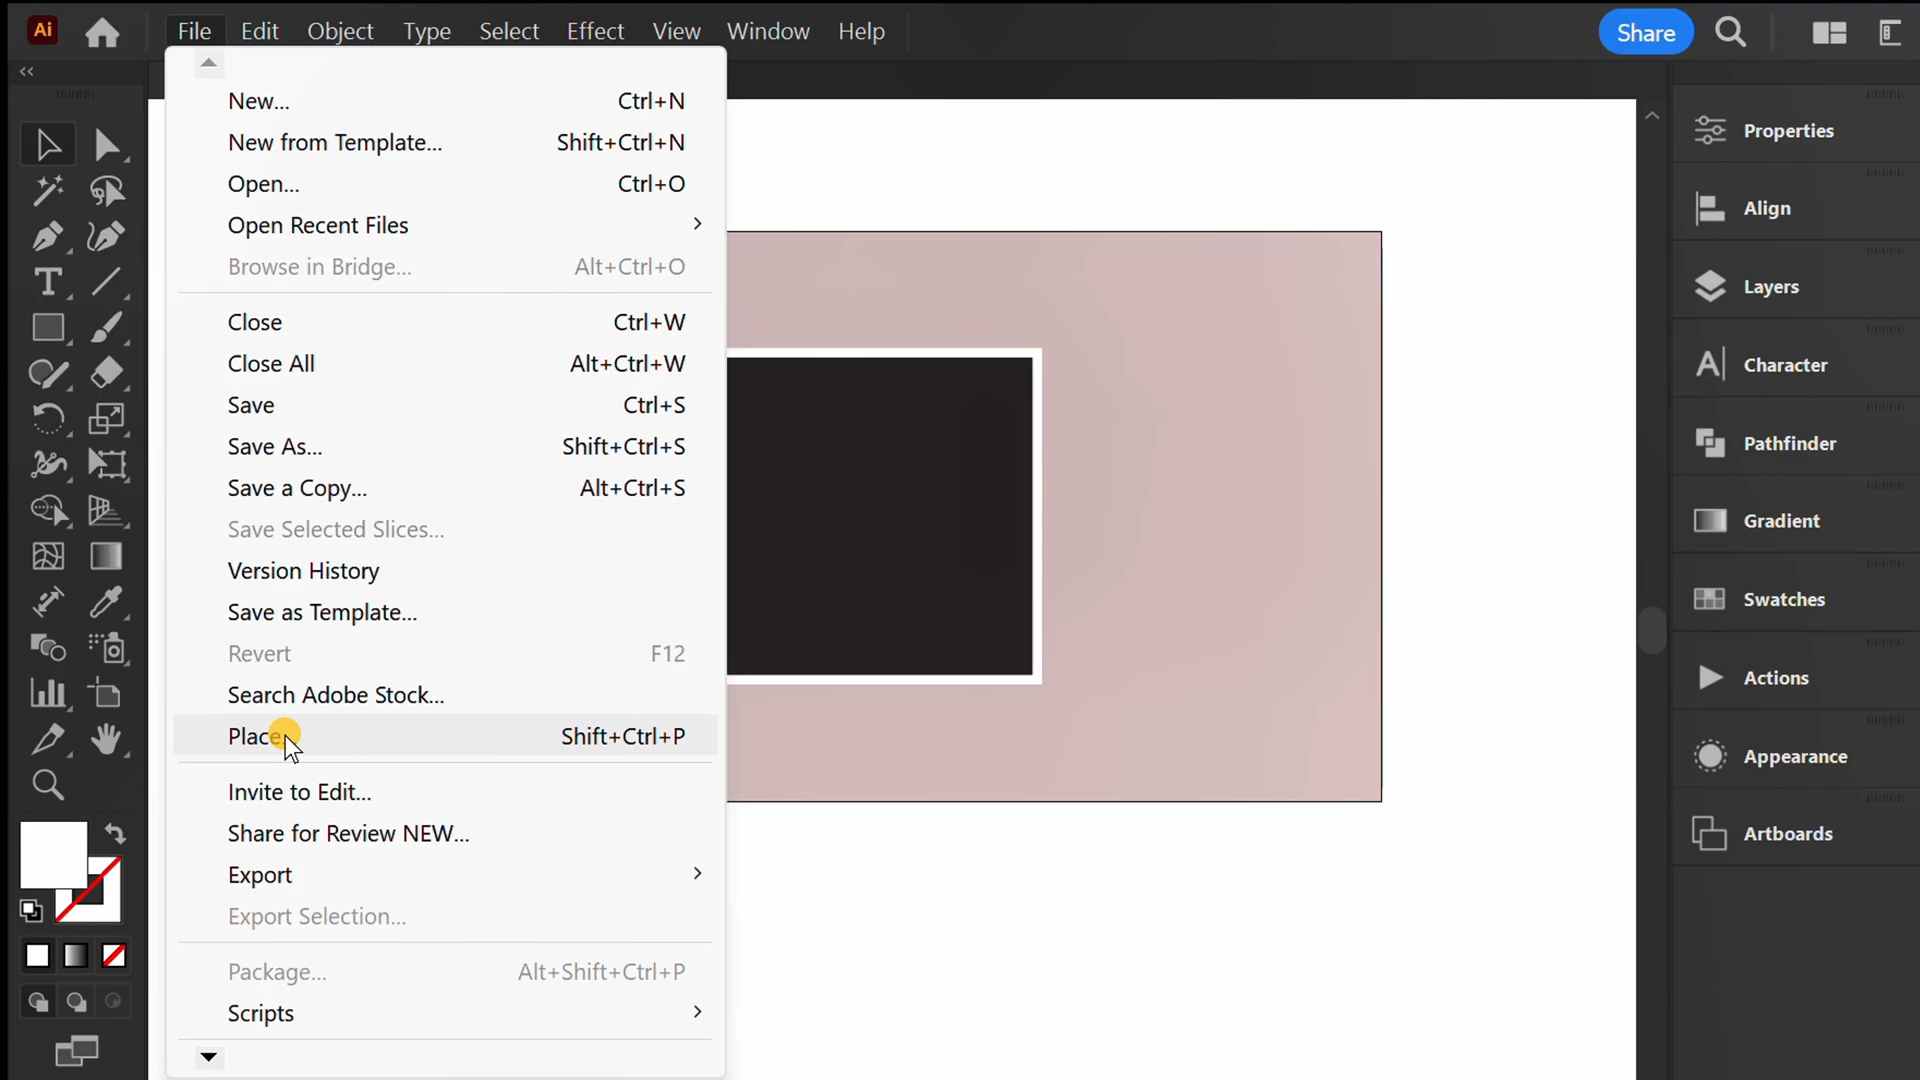 Ai File Edit Object Type Select Effect View Window Help Share
New... Ctrl+N
New from Template... Shift+Ctrl+N
Open... Ctrl+O
Open Recent Files
Browse in Bridge... Alt+Ctrl+O
Close Ctrl+W
Close All Alt+Ctrl+W
Save Ctrl+S
Save As... Shift+Ctrl+S
Save a Copy... Alt+Ctrl+S
Save Selected Slices...
Version History
Save as Template...
Revert F12
Search Adobe Stock...
Place Shift+Ctrl+P
Invite to Edit...
Share for Review NEW...
Export
Export Selection...
Package... Alt+Shift+Ctrl+P
Scripts
Properties
Align
Layers
Character
Pathfinder
Gradient
Swatches
Actions
Appearance
Artboards